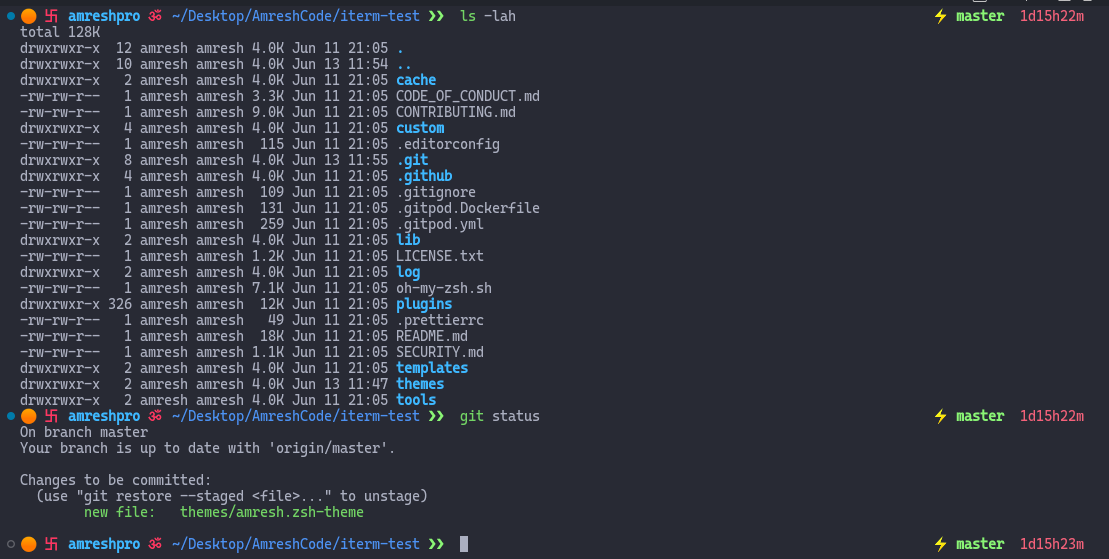 amreshpro ॐ ~/Desktop/AmreshCode/iterm-test ❯❯ ls -lah ⚡ master 1d15h22m
total 128K
drwxrwxr-x  12 amresh amresh 4.0K Jun 11 21:05 .
drwxrwxr-x  10 amresh amresh 4.0K Jun 13 11:54 ..
drwxrwxr-x   2 amresh amresh 4.0K Jun 11 21:05 cache
-rw-rw-r--   1 amresh amresh 3.3K Jun 11 21:05 CODE_OF_CONDUCT.md
-rw-rw-r--   1 amresh amresh 9.0K Jun 11 21:05 CONTRIBUTING.md
drwxrwxr-x   4 amresh amresh 4.0K Jun 11 21:05 custom
-rw-rw-r--   1 amresh amresh  115 Jun 11 21:05 .editorconfig
drwxrwxr-x   8 amresh amresh 4.0K Jun 13 11:55 .git
drwxrwxr-x   4 amresh amresh 4.0K Jun 11 21:05 .github
-rw-rw-r--   1 amresh amresh  109 Jun 11 21:05 .gitignore
-rw-rw-r--   1 amresh amresh  131 Jun 11 21:05 .gitpod.Dockerfile
-rw-rw-r--   1 amresh amresh  259 Jun 11 21:05 .gitpod.yml
drwxrwxr-x   2 amresh amresh 4.0K Jun 11 21:05 lib
-rw-rw-r--   1 amresh amresh 1.2K Jun 11 21:05 LICENSE.txt
drwxrwxr-x   2 amresh amresh 4.0K Jun 11 21:05 log
-rw-rw-r--   1 amresh amresh 7.1K Jun 11 21:05 oh-my-zsh.sh
drwxrwxr-x 326 amresh amresh  12K Jun 11 21:05 plugins
-rw-rw-r--   1 amresh amresh   49 Jun 11 21:05 .prettierrc
-rw-rw-r--   1 amresh amresh  18K Jun 11 21:05 README.md
-rw-rw-r--   1 amresh amresh 1.1K Jun 11 21:05 SECURITY.md
drwxrwxr-x   2 amresh amresh 4.0K Jun 11 21:05 templates
drwxrwxr-x   2 amresh amresh 4.0K Jun 13 11:47 themes
drwxrwxr-x   2 amresh amresh 4.0K Jun 11 21:05 tools
卐 amreshpro ॐ ~/Desktop/AmreshCode/iterm-test ❯❯ git status ⚡ master 1d15h22m
On branch master
Your branch is up to date with 'origin/master'.

Changes to be committed:
  (use "git restore --staged <file>..." to unstage)
        new file:   themes/amresh.zsh-theme

卐 amreshpro ॐ ~/Desktop/AmreshCode/iterm-test ❯❯ ⚡ master 1d15h23m